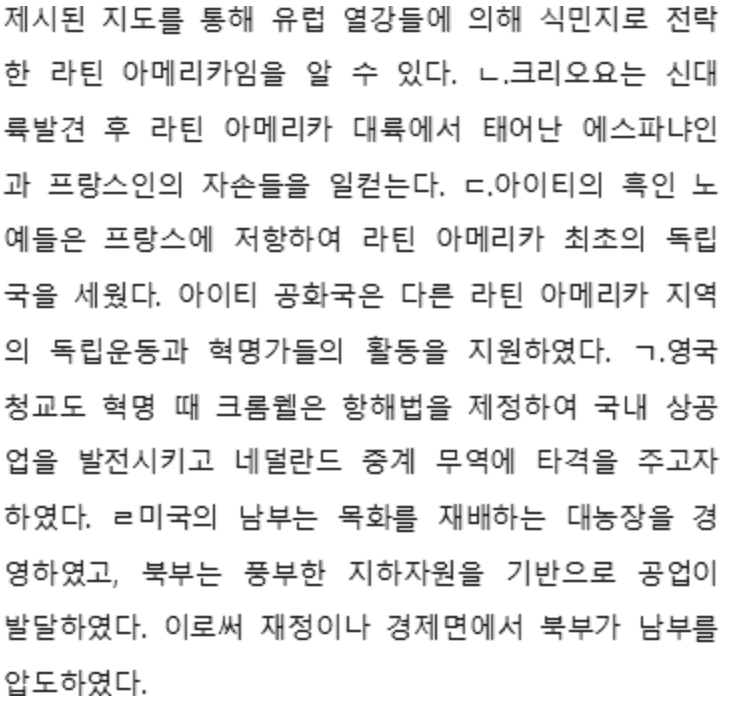 제시된 지도를 통해 유럽 열강들에 의해 식민지로 전락
한 라틴 아메리카임을 알 수 있다. ㄴ.크리오요는 신대
륙발견 후 라틴 아메리카 대륙에서 태어난 에스파냐인
과 프랑스인의 자손들을 일컫는다. ㄷ.아이티의 흑인 노
예들은 프랑스에 저항하여 라틴 아메리카 최초의 독립
국을 세웠다. 아이티 공화국은 다른 라틴 아메리카 지역
의 독립운동과 혁명가들의 활동을 지원하였다. ㄱ.영국
청교도 혁명 때 크롬웰은 항해법을 제정하여 국내 상공
업을 발전시키고 네덜란드 중계 무역에 타격을 주고자
하였다. ㄹ미국의 남부는 목화를 재배하는 대농장을 경
영하였고, 북부는 풍부한 지하자원을 기반으로 공업이
발달하였다. 이로써 재정이나 경제면에서 북부가 남부를
압도하였다.